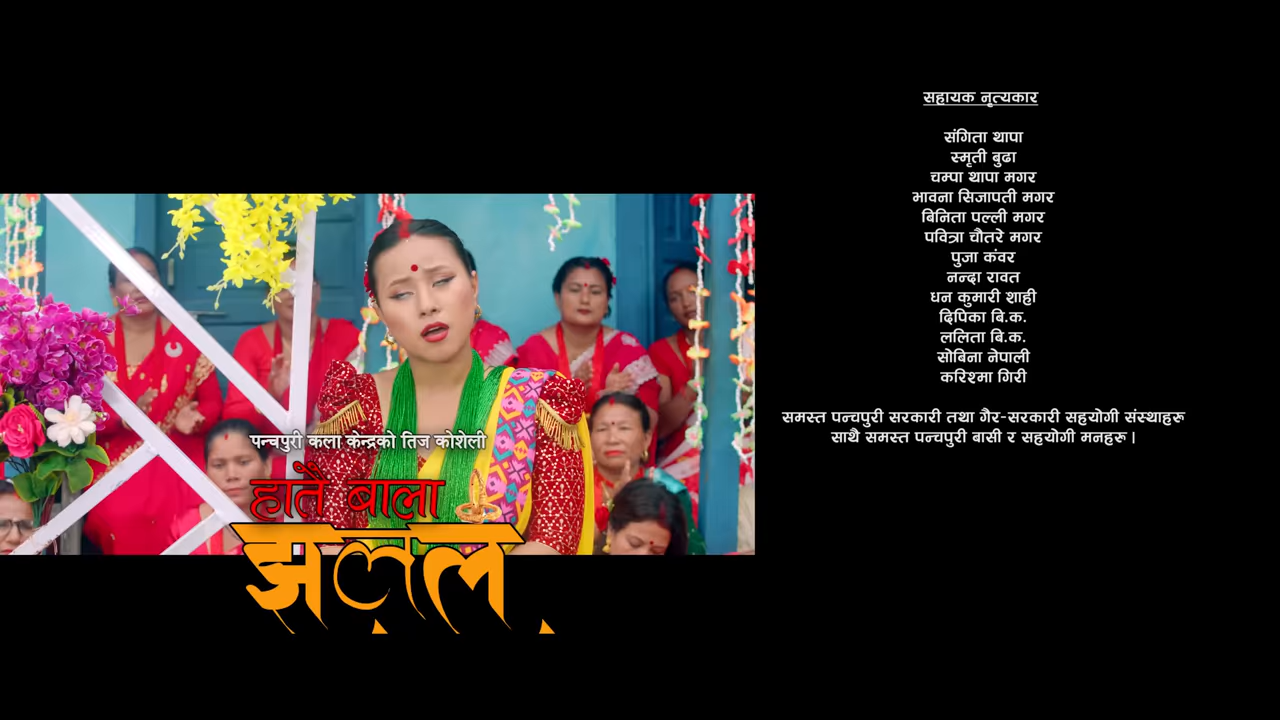 पन्चपुरी कला केन्द्रको तिज कोशेली
हातै बाला
झलल
सहायक नृत्यकार
संगिता थापा
स्मृती बुढा
चम्पा थापा मगर
भावना सिजापती मगर
बिनिता पल्ली मगर
पवित्रा चौतरे मगर
पुजा कंवर
नन्दा रावत
धन कुमारी शाही
दिपिका बि.क.
ललिता बि.क.
सोबिना नेपाली
करिश्मा गिरी
समस्त पन्चपुरी सरकारी तथा गैर-सरकारी सहयोगी संस्थाहरू
साथै समस्त पन्चपुरी बासी र सहयोगी मनहरू ।